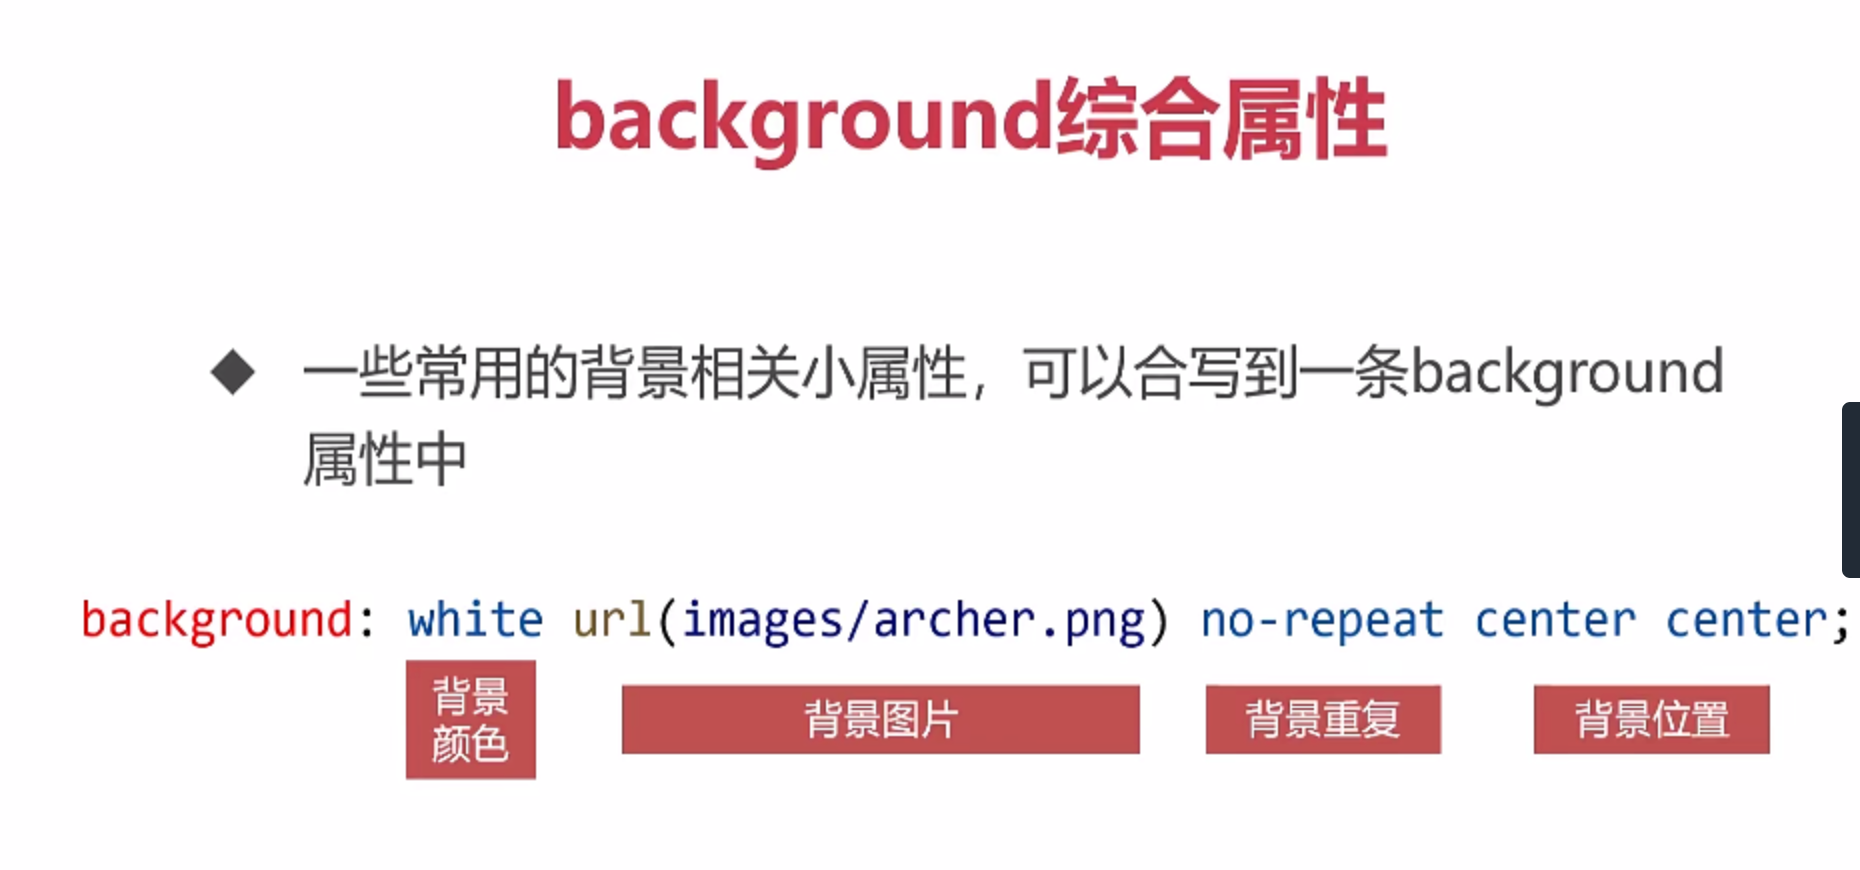 background综合属性
一些常用的背景相关小属性，可以合写到一条background
属性中
background: white url(images/archer.png) no-repeat center center;
背景
颜色
背景图片
背景重复
背景位置